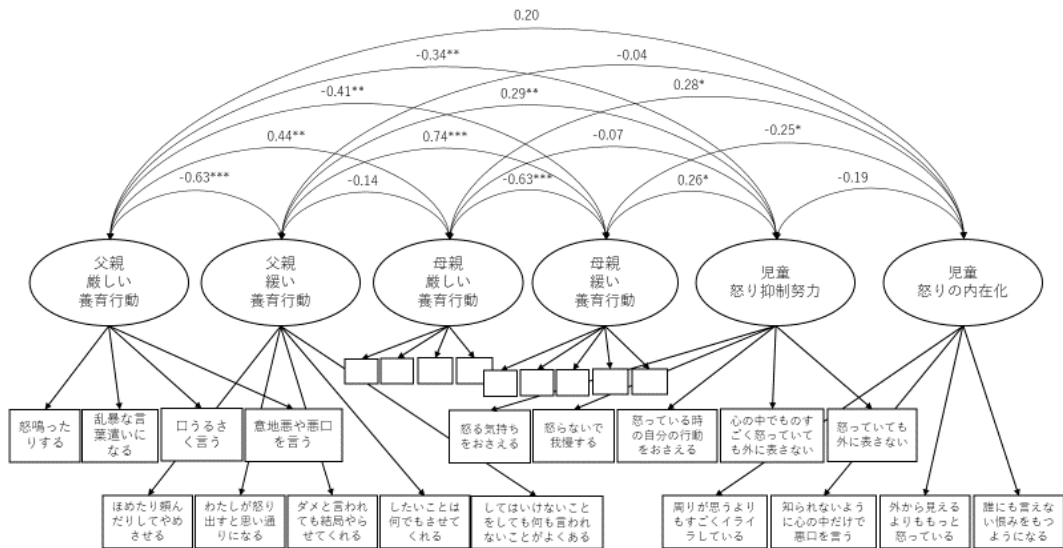 0.20
-0.34**
-0.04
-0.41**
0.29**
0.28*
0.44**
0.74***
-0.07
-0.25*
-0.63***
-0.14
-0.63***
0.26*
-0.19
父親
厳しい
養育行動
父親
緩い
養育行動
母親
厳しい
養育行動
母親
緩い
養育行動
児童
怒り抑制努力
児童
怒りの内在化
怒鳴った
りする
乱暴な言
葉遣いに
なる
口うるさ
く言う
意地悪や悪口
を言う
怒る気持ち
をおさえる
怒らないで
我慢する
怒っている時
の自分の行動
をおさえる
心の中でものす
ごく怒っていて
も外に表さない
怒っていても
外に表さない
ほめたり頼ん
だりしてやめ
させる
わたしが怒り
出すと思い通
りになる
ダメと言われ
ても結局やら
せてくれる
したいことは
何でもさせて
くれる
してはいけないこと
をしても何も言われ
ないことがよくある
周りが思うより
もすごくイライ
ラしている
知られないよう
に心の中だけで
悪口を言う
外から見える
よりももっと
怒っている
誰にも言えな
い恨みをもつ
ようになる